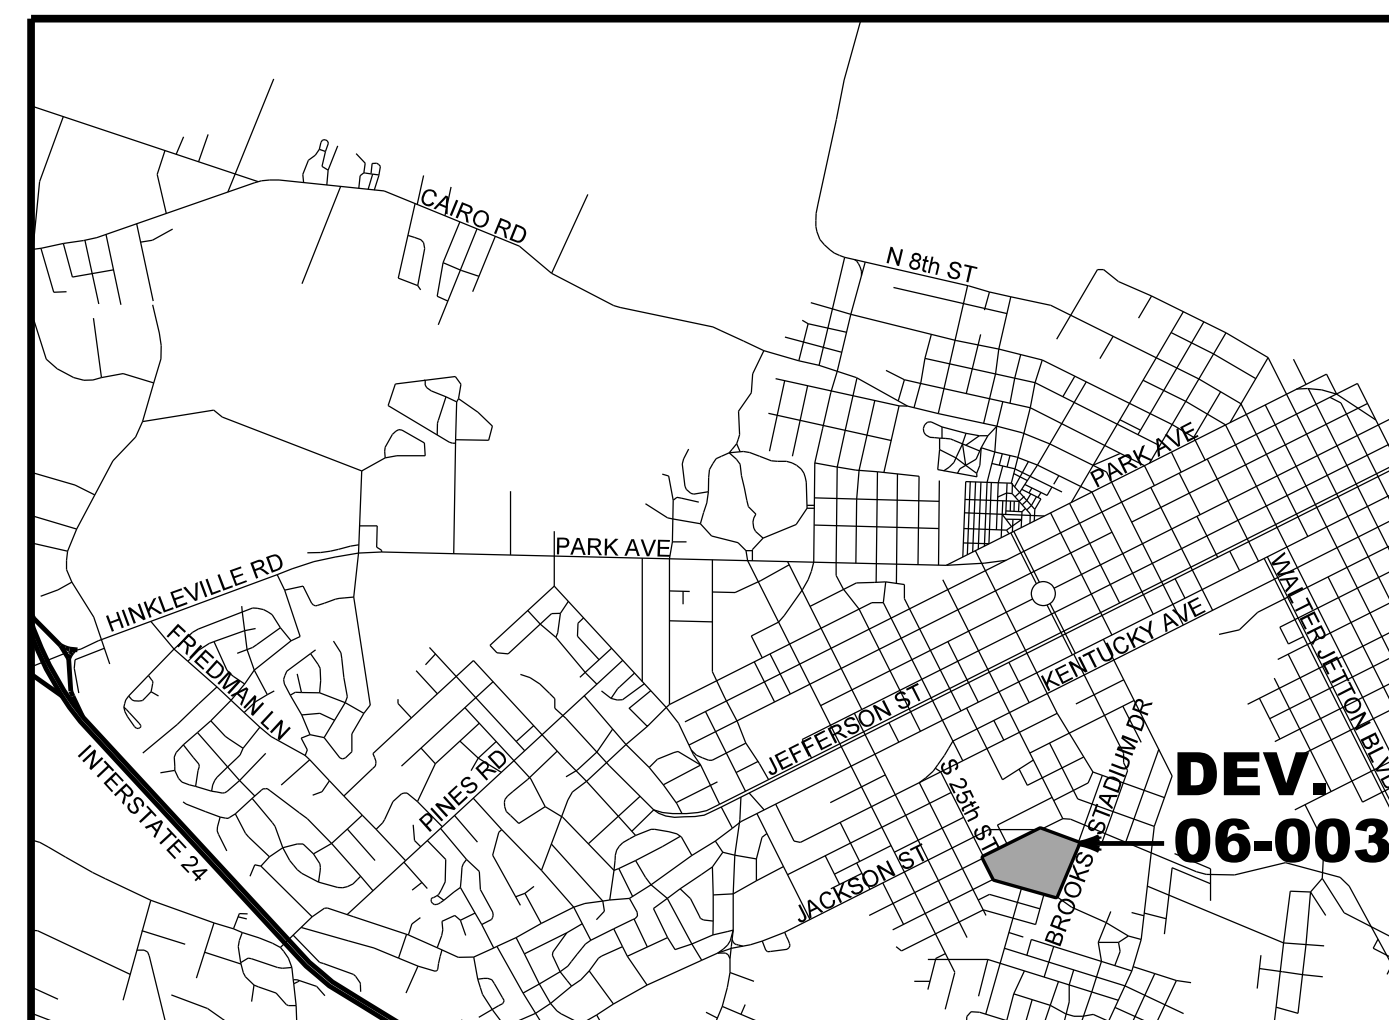 CAIRO RD
N 8th ST
PARK AVE
PARK AVE
HINKLEVILLE RD
WALTER JETTON BLVD
KENTUCKY AVE
FRIEDMAN LN
JEFFERSON ST
BROOKS STADIUM DR
INTERSTATE 24
PINES RD
S 25th ST
DEV.
06-003
JACKSON ST